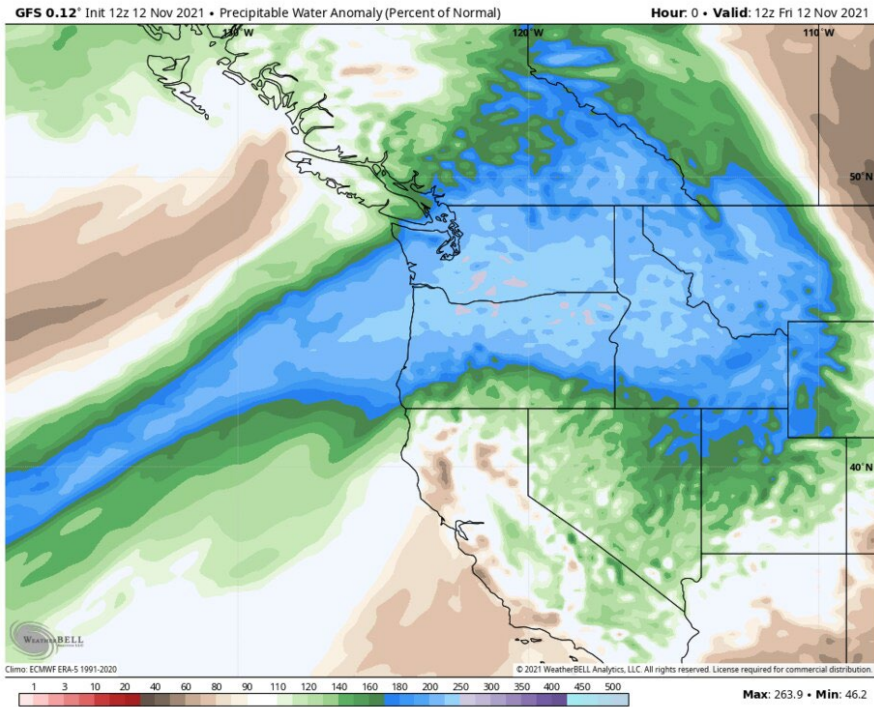 GFS 0.12° Init 12z 12 Nov 2021 • Precipitable Water Anomaly (Percent of Normal) Hour: 0 • Valid: 12z Fri 12 Nov 2021
130°W 120°W 110°W
50°N
40°N
WeatherBELL
Climo: ECMWF ERA-5 1991-2020 © 2021 WeatherBELL Analytics, LLC. All rights reserved. License required for commercial distribution.
1 3 10 20 40 60 80 90 110 120 140 160 180 200 250 300 350 400 450 500 Max: 263.9 • Min: 46.2